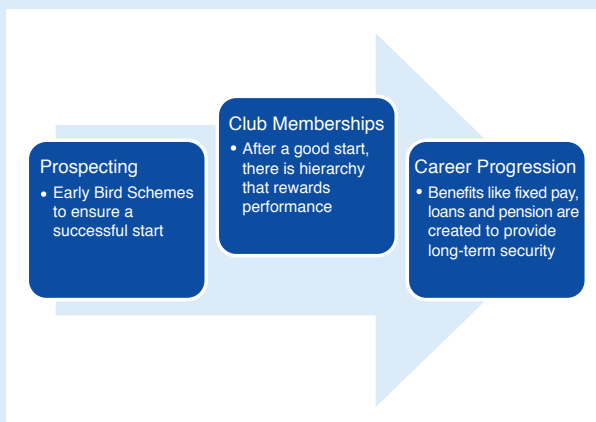 Prospecting
• Early Bird Schemes
to ensure a
successful start
Club Memberships
• After a good start,
there is hierarchy
that rewards
performance
Career Progression
• Benefits like fixed pay,
loans and pension are
created to provide
long-term security